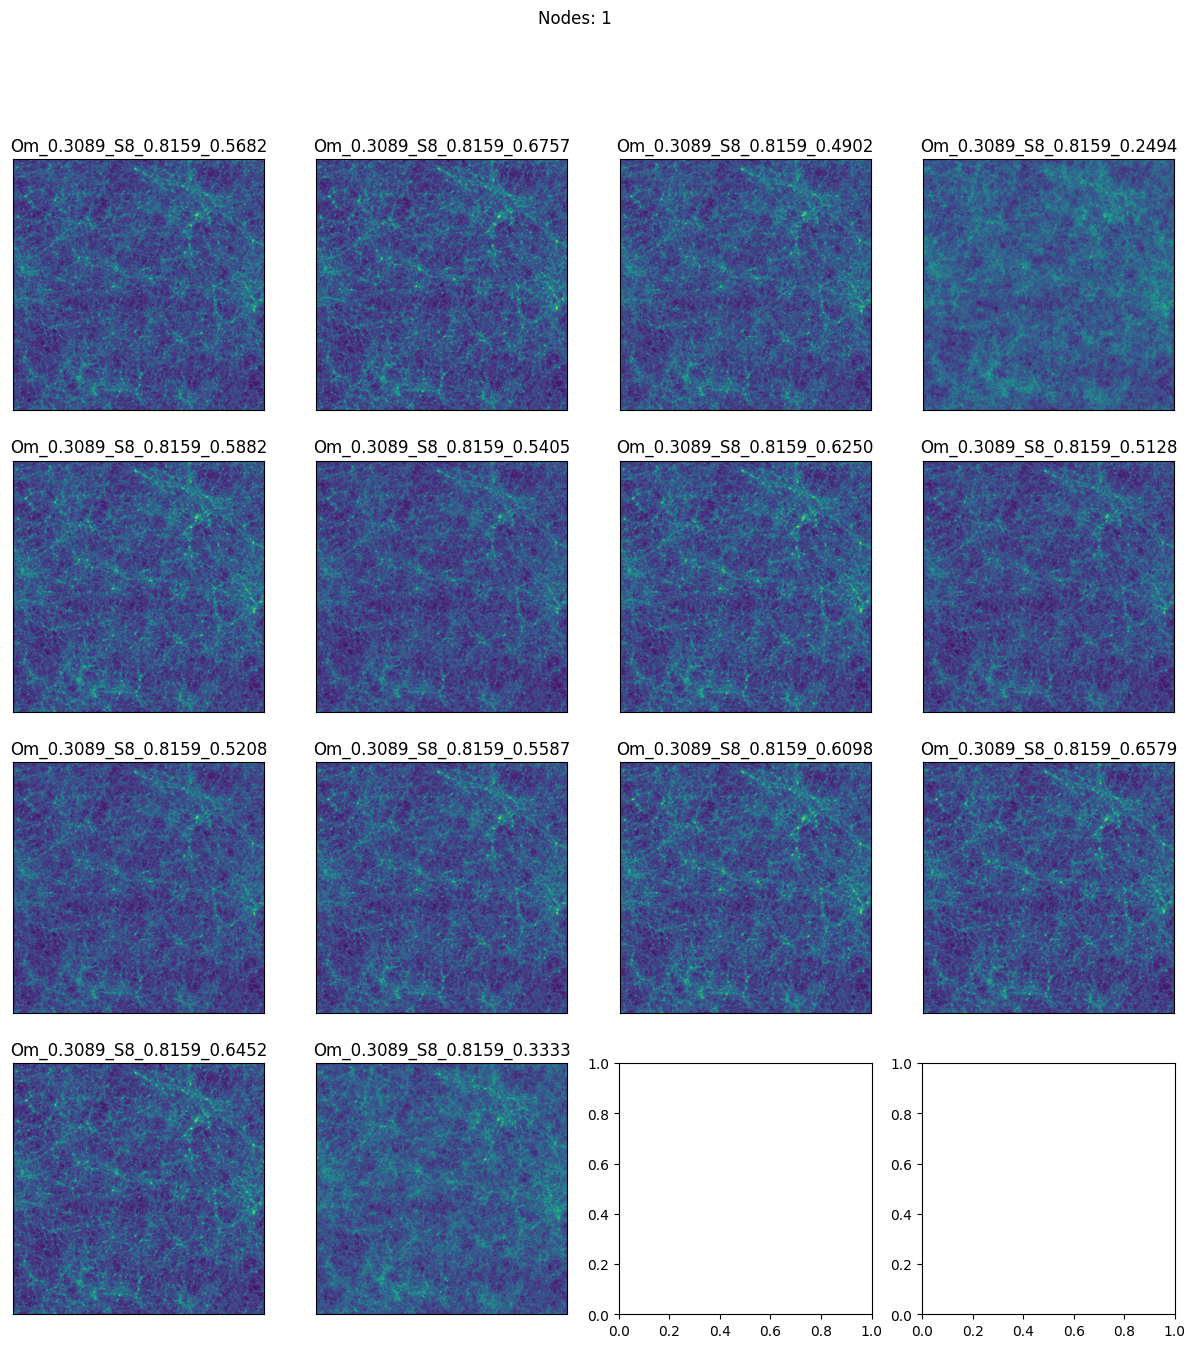 Nodes: 1
Om_0.3089_S8_0.8159_0.5682 Om_0.3089_S8_0.8159_0.6757 Om_0.3089_S8_0.8159_0.4902 Om_0.3089_S8_0.8159_0.2494
Om_0.3089_S8_0.8159_0.5882 Om_0.3089_S8_0.8159_0.5405 Om_0.3089_S8_0.8159_0.6250 Om_0.3089_S8_0.8159_0.5128
Om_0.3089_S8_0.8159_0.5208 Om_0.3089_S8_0.8159_0.5587 Om_0.3089_S8_0.8159_0.6098 Om_0.3089_S8_0.8159_0.6579
Om_0.3089_S8_0.8159_0.6452 Om_0.3089_S8_0.8159_0.3333
1.0 1.0
0.8 0.8
0.6 0.6
0.4 0.4
0.2 0.2
0.0 0.0
0.0 0.2 0.4 0.6 0.8 1.0 0.0 0.2 0.4 0.6 0.8 1.0